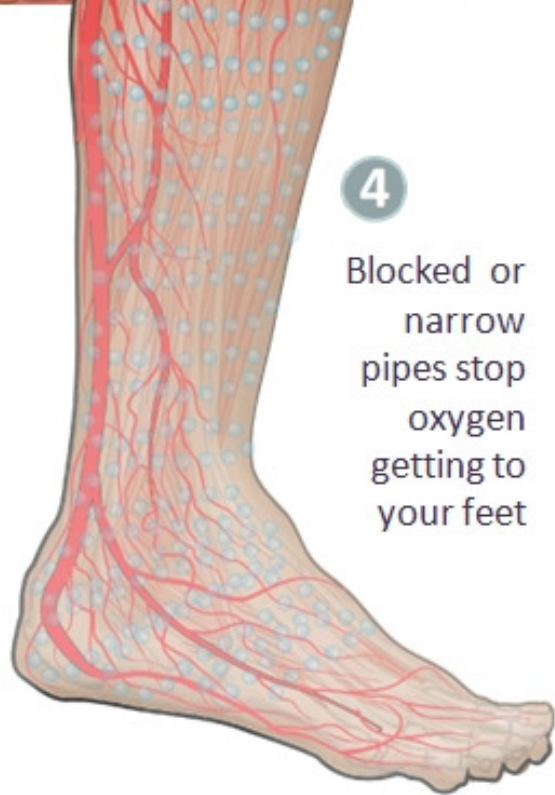 4
Blocked or
narrow
pipes stop
oxygen
getting to
your feet